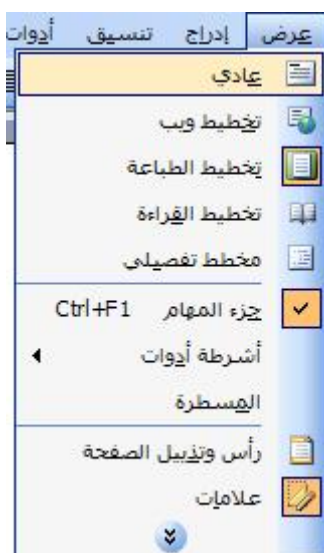 عرض إدراج تنسيق أدوات
عادي
تخطيط ويب
تخطيط الطباعة
تخطيط القراءة
مخطط تفصيلي
جزء المهام Ctrl+F1
أشرطة أدوات
المسطرة
رأس وتذييل الصفحة
علامات